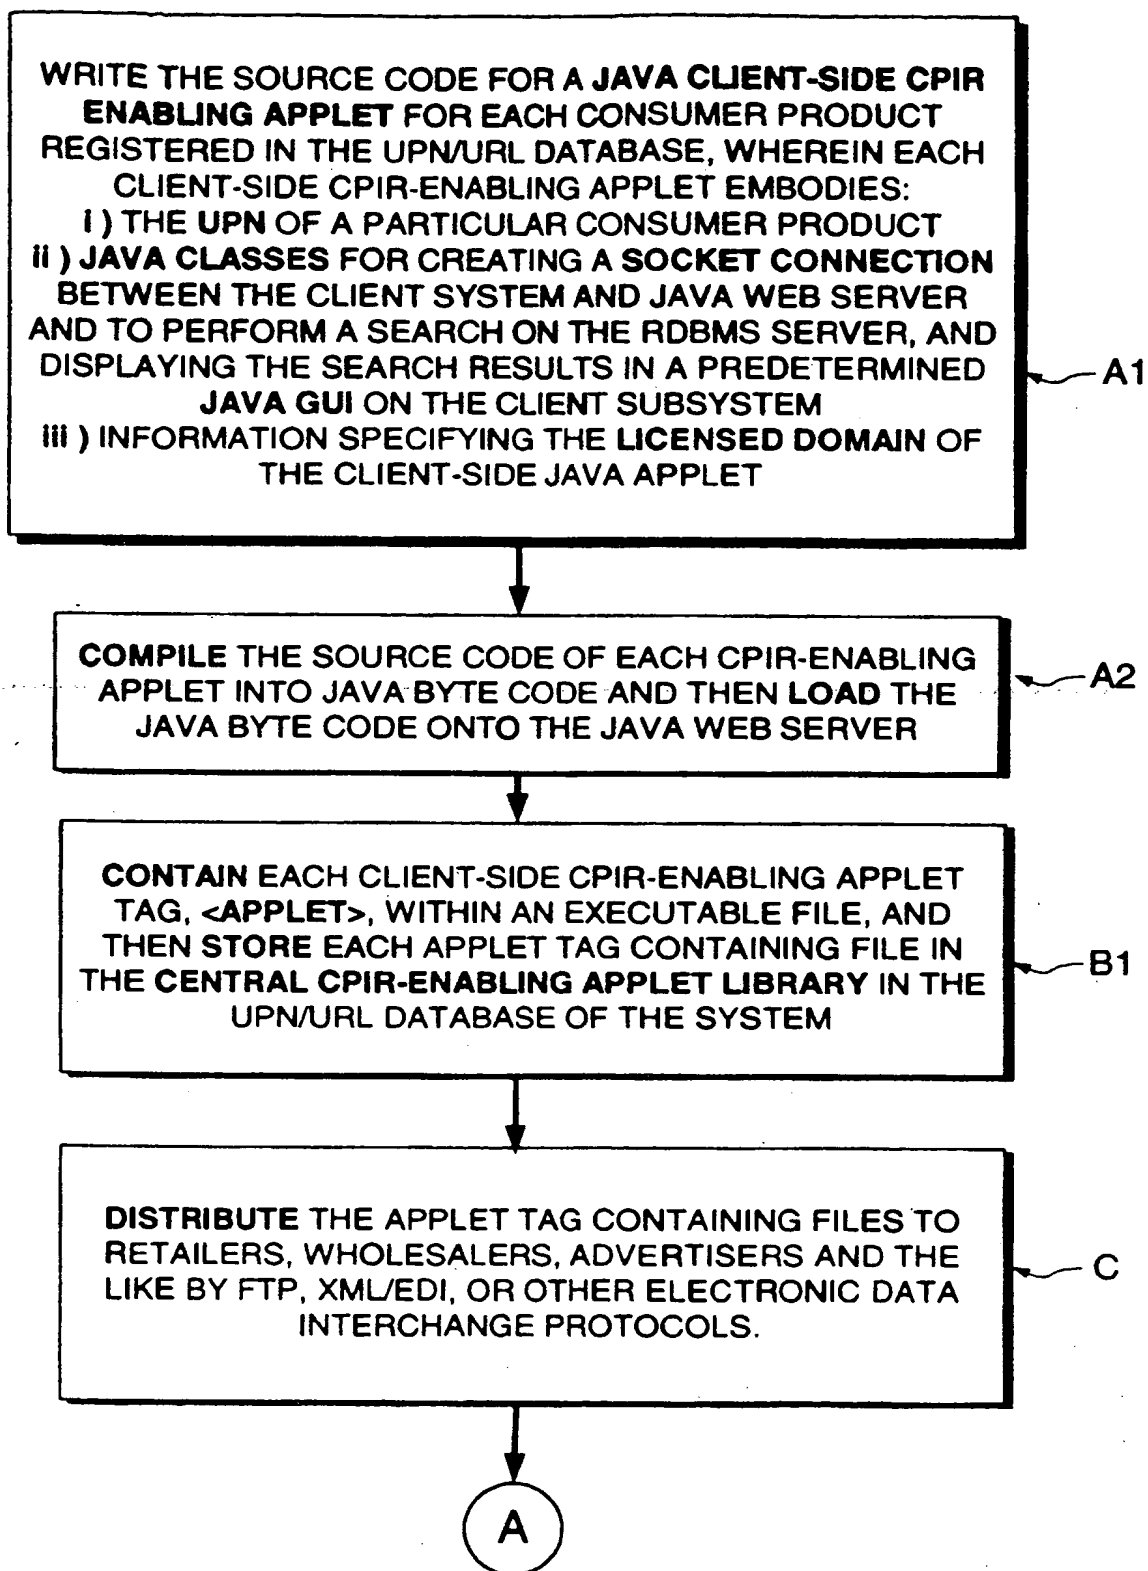 WRITE THE SOURCE CODE FOR A JAVA CLIENT-SIDE CPIR
ENABLING APPLET FOR EACH CONSUMER PRODUCT
REGISTERED IN THE UPN/URL DATABASE, WHEREIN EACH
CLIENT-SIDE CPIR-ENABLING APPLET EMBODIES:
i ) THE UPN OF A PARTICULAR CONSUMER PRODUCT
ii ) JAVA CLASSES FOR CREATING A SOCKET CONNECTION
BETWEEN THE CLIENT SYSTEM AND JAVA WEB SERVER
AND TO PERFORM A SEARCH ON THE RDBMS SERVER, AND
DISPLAYING THE SEARCH RESULTS IN A PREDETERMINED
JAVA GUI ON THE CLIENT SUBSYSTEM
iii ) INFORMATION SPECIFYING THE LICENSED DOMAIN OF
THE CLIENT-SIDE JAVA APPLET
A1
COMPILE THE SOURCE CODE OF EACH CPIR-ENABLING
APPLET INTO JAVA BYTE CODE AND THEN LOAD THE
JAVA BYTE CODE ONTO THE JAVA WEB SERVER
A2
CONTAIN EACH CLIENT-SIDE CPIR-ENABLING APPLET
TAG, <APPLET>, WITHIN AN EXECUTABLE FILE, AND
THEN STORE EACH APPLET TAG CONTAINING FILE IN
THE CENTRAL CPIR-ENABLING APPLET LIBRARY IN THE
UPN/URL DATABASE OF THE SYSTEM
B1
DISTRIBUTE THE APPLET TAG CONTAINING FILES TO
RETAILERS, WHOLESALERS, ADVERTISERS AND THE
LIKE BY FTP, XML/EDI, OR OTHER ELECTRONIC DATA
INTERCHANGE PROTOCOLS.
C
A